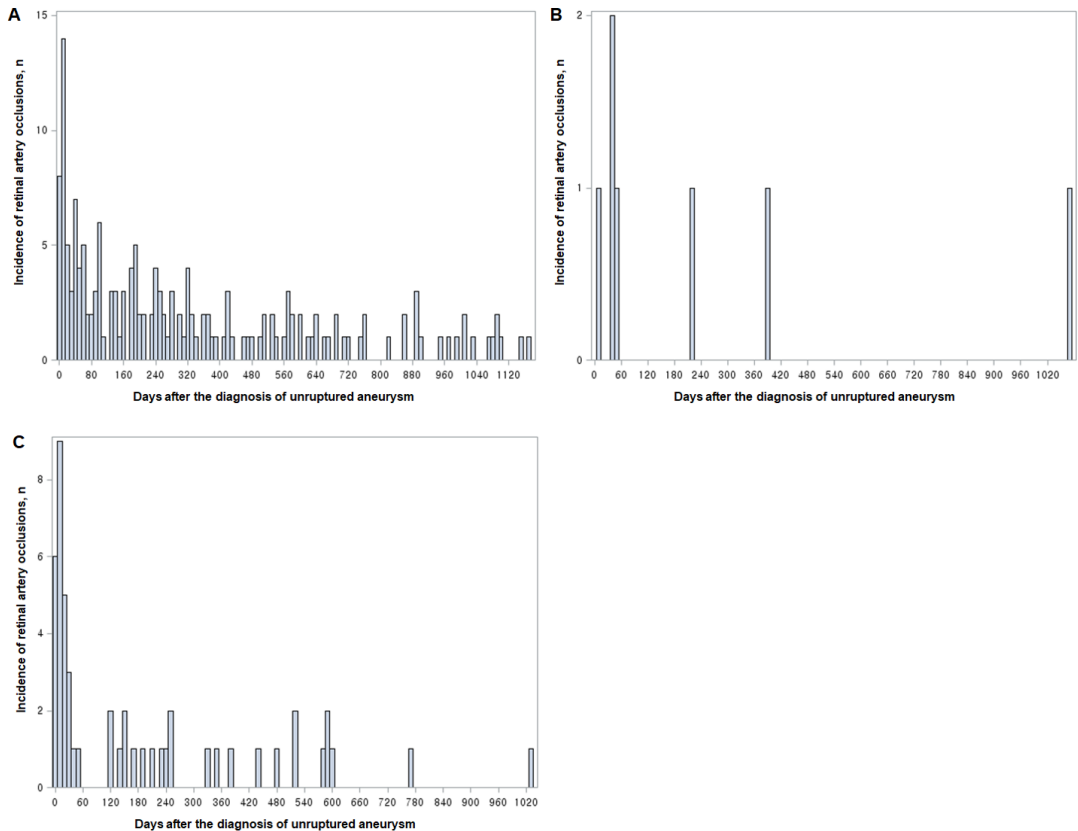 A
15
10
5
0
0 80 160 240 320 400 480 560 640 720 800 880 960 1040 1120
Incidence of retinal artery occlusions, n
Days after the diagnosis of unruptured aneurysm
B
2
1
0
0 60 120 180 240 300 360 420 480 540 600 660 720 780 840 900 960 1020
Incidence of retinal artery occlusions, n
Days after the diagnosis of unruptured aneurysm
C
8
6
4
2
0
0 60 120 180 240 300 360 420 480 540 600 660 720 780 840 900 960 1020
Incidence of retinal artery occlusions, n
Days after the diagnosis of unruptured aneurysm